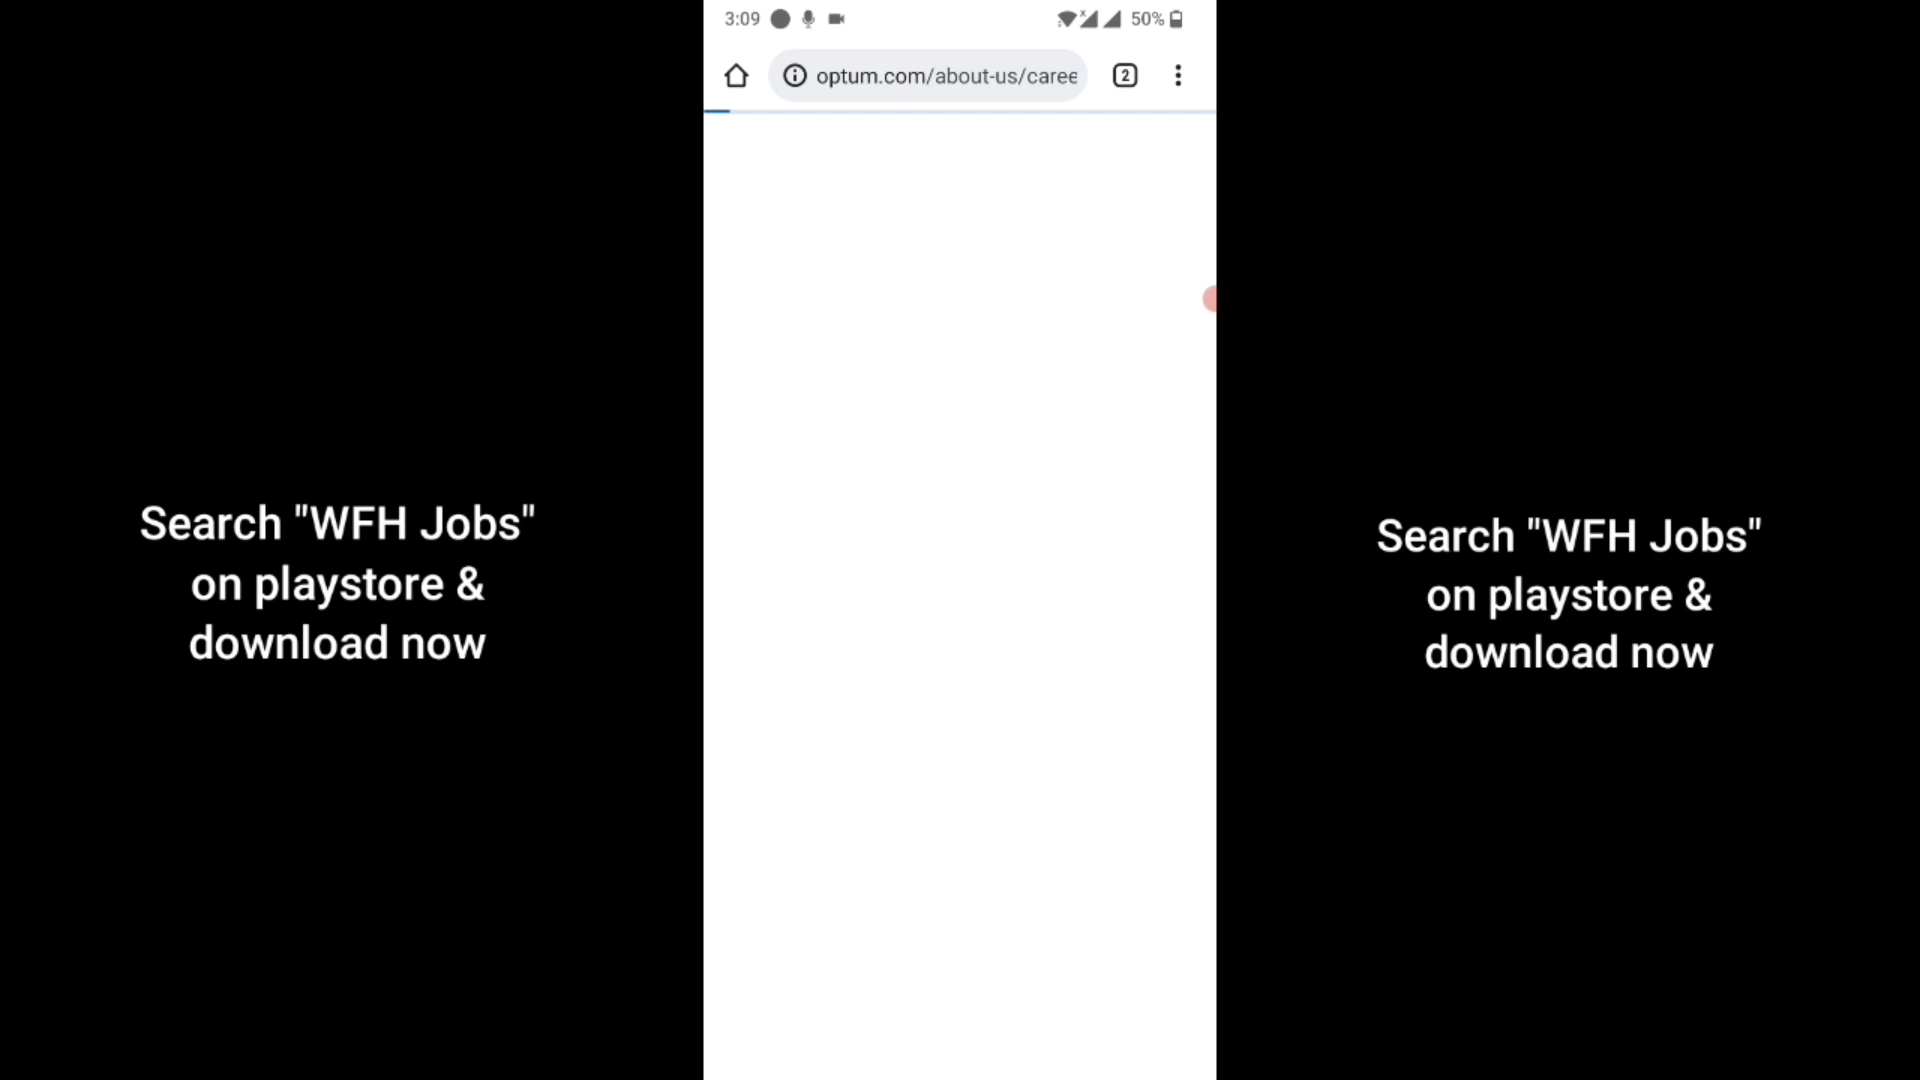 3:09
50%
optum.com/about-us/caree
2
Search "WFH Jobs"
on playstore &
download now
Search "WFH Jobs"
on playstore &
download now